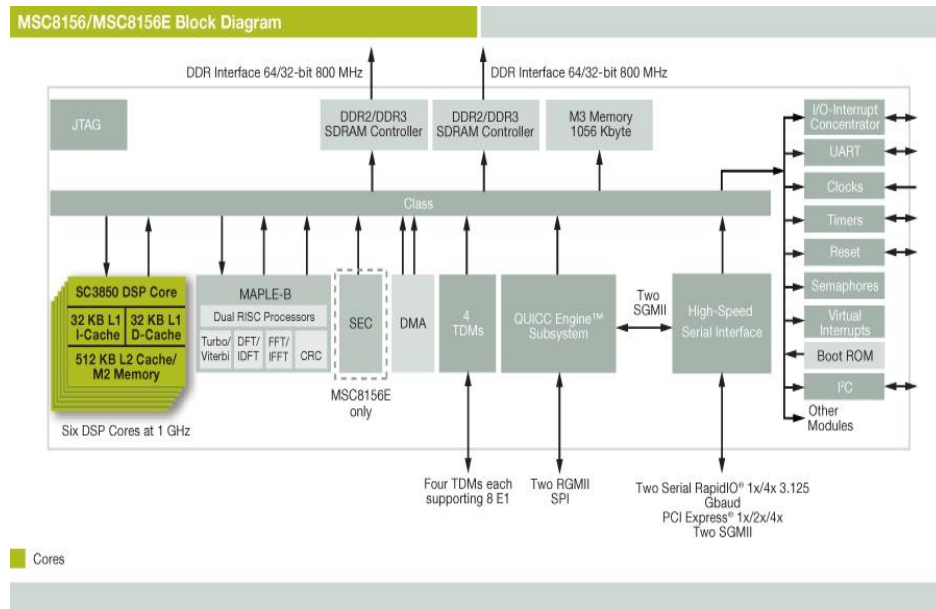 MSC8156/MSC8156E Block Diagram
DDR Interface 64/32-bit 800 MHz
DDR Interface 64/32-bit 800 MHz
JTAG
DDR2/DDR3
SDRAM Controller
DDR2/DDR3
SDRAM Controller
M3 Memory
1056 Kbyte
I/O-Interrupt
Concentrator
UART
Clocks
Timers
Reset
Semaphores
Virtual
Interrupts
Boot ROM
I²C
Other
Modules
Class
SC3850 DSP Core
32 KB L1
I-Cache
32 KB L1
D-Cache
512 KB L2 Cache/
M2 Memory
Six DSP Cores at 1 GHz
MAPLE-B
Dual RISC Processors
Turbo/
Viterbi
DFT/
IDFT
FFT/
IFFT
CRC
SEC
MSC8156E
only
DMA
4
TDMs
QUICC Engine™
Subsystem
Two
SGMII
High-Speed
Serial Interface
Four TDMs each
supporting 8 E1
Two RGMII
SPI
Two Serial RapidIO® 1x/4x 3.125
Gbaud
PCI Express® 1x/2x/4x
Two SGMII
Cores